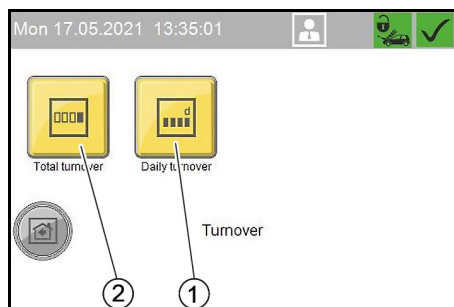 Mon 17.05.2021 13:35:01
d
Total turnover Daily turnover
Turnover
2 1